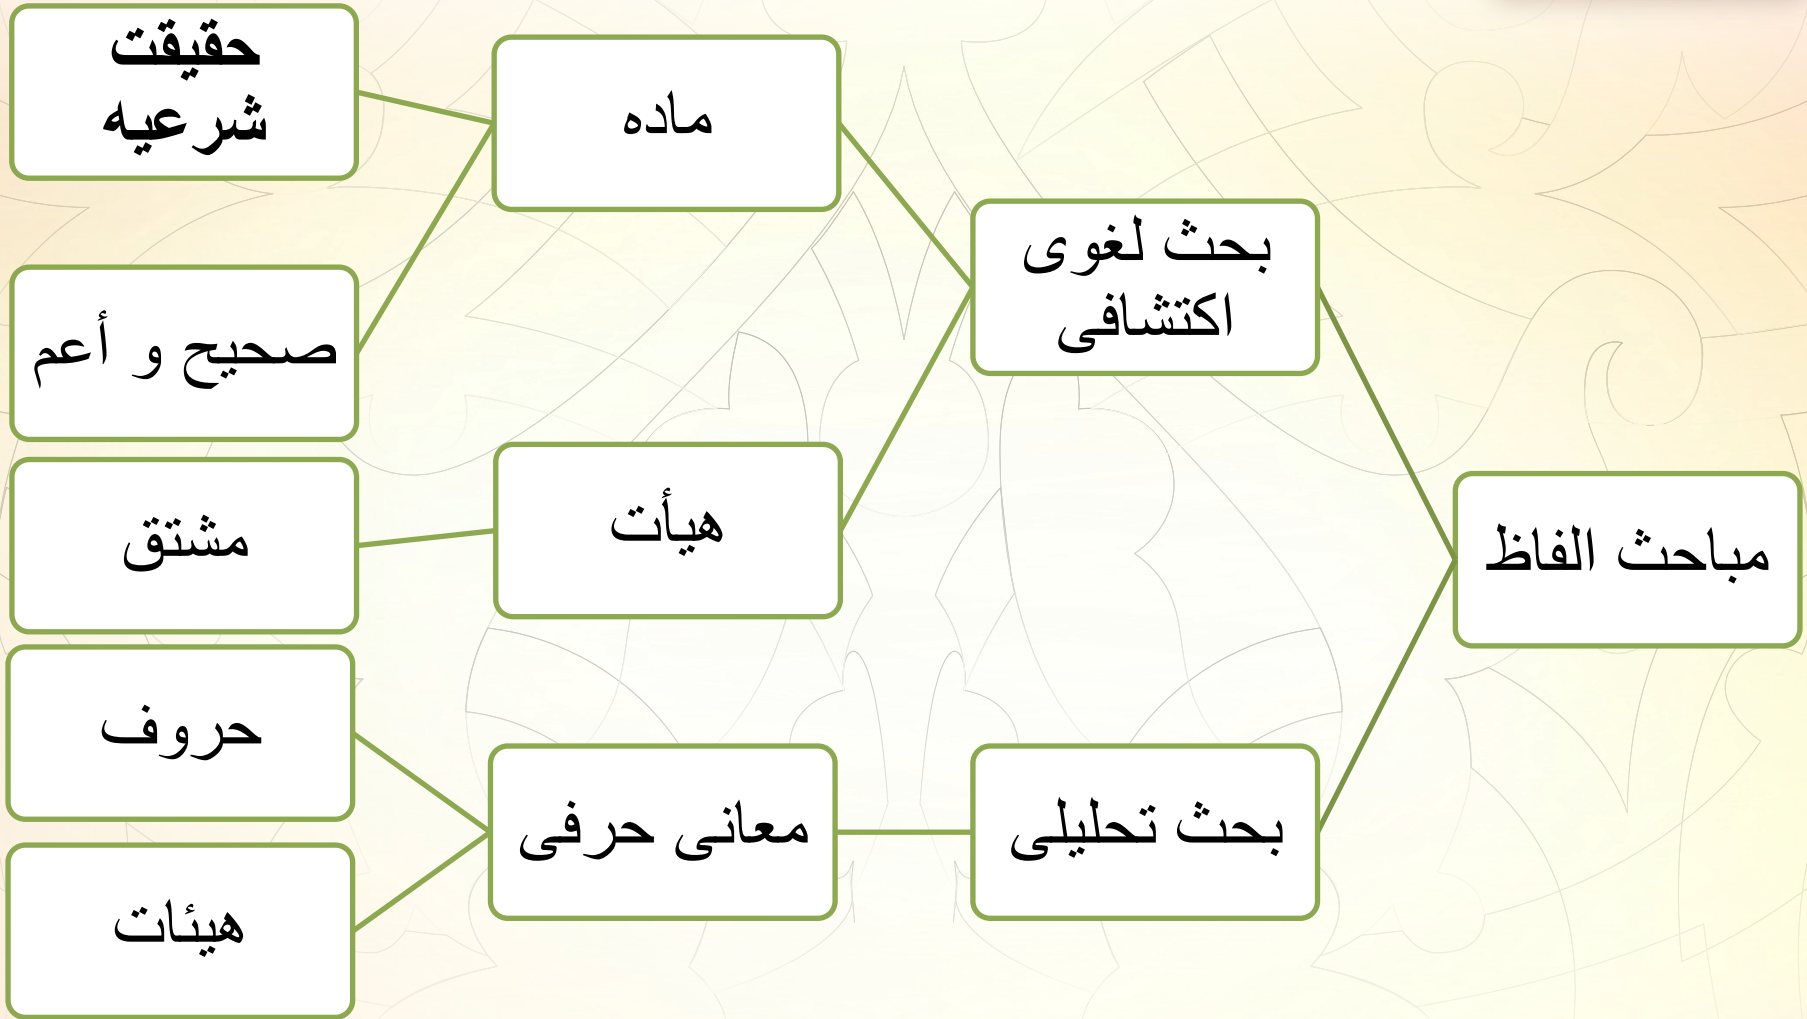 مباحث الفاظ
بحث لغوی
اکتشافی
ماده
حقیقت
شرعیه
صحیح و أعم
هیأت
مشتق
بحث تحلیلی
معانی حرفی
حروف
هیئات